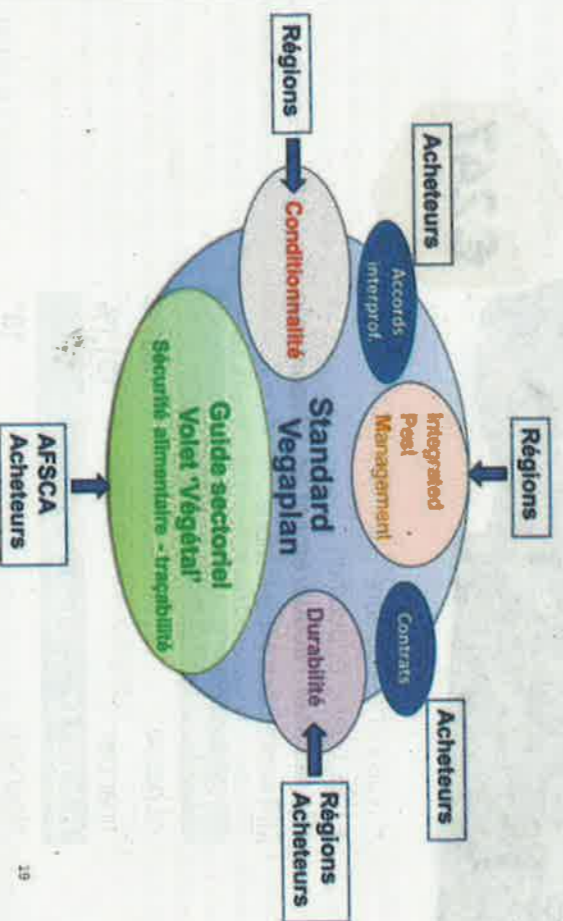 Régions
Acheteurs
Acheteurs
Accords
interprof.
Integrated
Pest
Management
Contrats
Régions
Conditionnalité
Standard
Vegaplan
Durabilité
Régions
Acheteurs
Guide sectoriel
Volet 'Végétal'
Sécurité alimentaire - traçabilité
AFSCA
Acheteurs
19